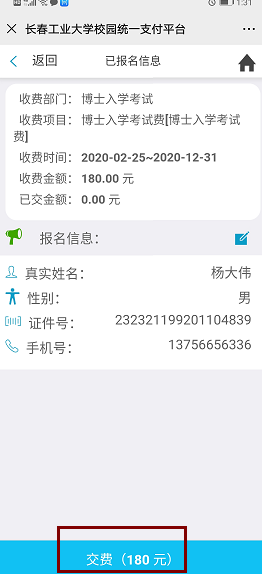 1:31
长春工业大学校园统一支付平台
返回 已报名信息
收费部门： 博士入学考试
收费项目： 博士入学考试费[博士入学考试
费]
收费时间： 2020-02-25~2020-12-31
收费金额： 180.00 元
已交金额： 0.00 元
报名信息：
真实姓名： 杨大伟
性别： 男
证件号： 232321199201104839
手机号： 13756656336
交费（180 元）